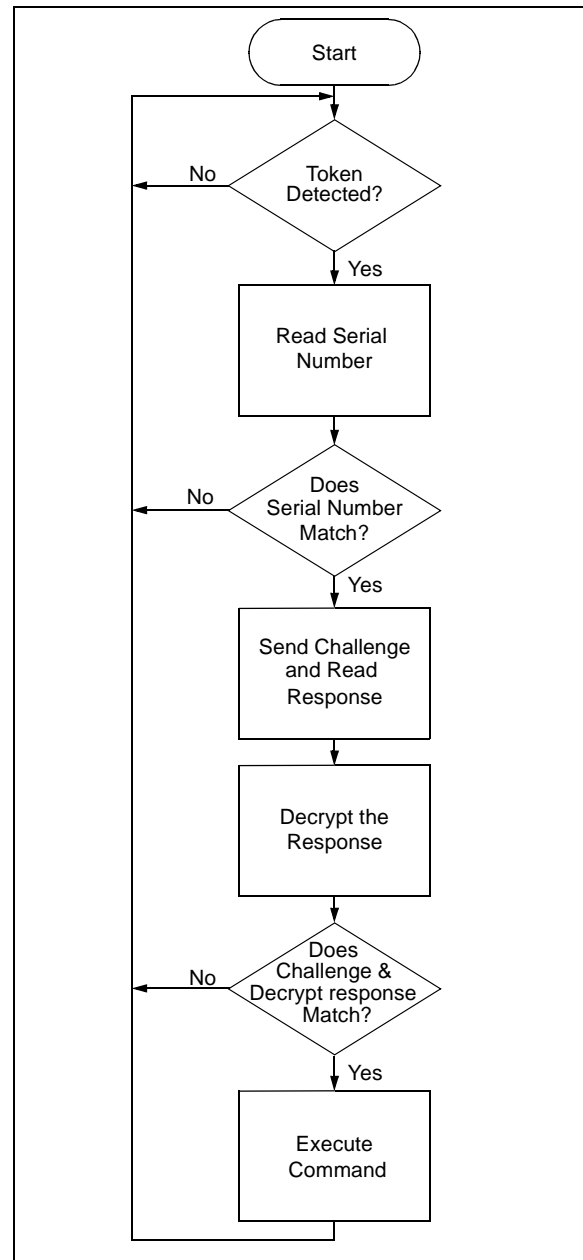 Start
Token
Detected?
No
Yes
Read Serial
Number
Does
Serial Number
Match?
No
Yes
Send Challenge
and Read
Response
Decrypt the
Response
Does
Challenge &
Decrypt response
Match?
No
Yes
Execute
Command